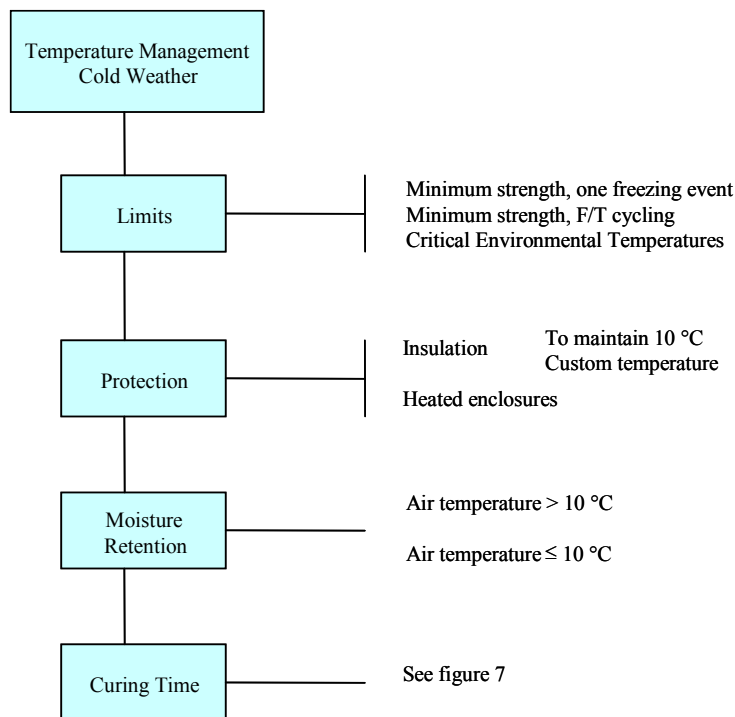 Temperature Management
Cold Weather
Limits
Minimum strength, one freezing event
Minimum strength, F/T cycling
Critical Environmental Temperatures
Protection
Insulation
To maintain 10 °C
Custom temperature
Heated enclosures
Moisture
Retention
Air temperature > 10 °C
Air temperature ≤ 10 °C
Curing Time
See figure 7